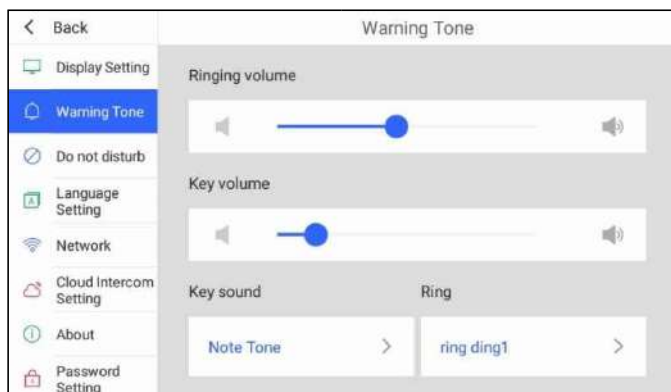 Back
Warning Tone
Display Setting
Warning Tone
Do not disturb
Language
Setting
Network
Cloud Intercom
Setting
About
Password
Setting
Ringing volume
Key volume
Key sound
Ring
Note Tone
ring ding1